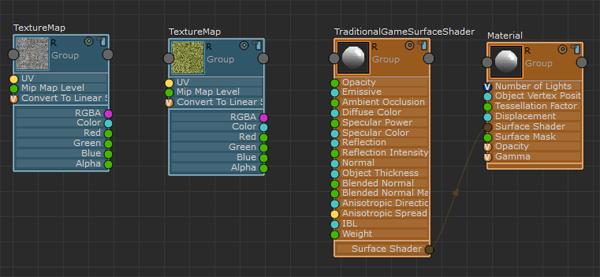 TextureMap
R
Group
UV
Mip Map Level
V Convert To Linear S
RGBA
Color
Red
Green
Blue
Alpha
TextureMap
R
Group
UV
Mip Map Level
V Convert To Linear S
RGBA
Color
Red
Green
Blue
Alpha
TraditionalGameSurfaceShader
R
Group
Opacity
Emissive
Ambient Occlusion
Diffuse Color
Specular Power
Specular Color
Reflection
Reflection Intensity
Normal
Object Thickness
Blended Normal
Blended Normal Ma
Anisotropic Directio
Anisotropic Spread
IBL
Weight
Surface Shader
Material
R
Group
V Number of Lights
Object Vertex Posit
Tessellation Factor
Displacement
Surface Shader
Surface Mask
V Opacity
V Gamma